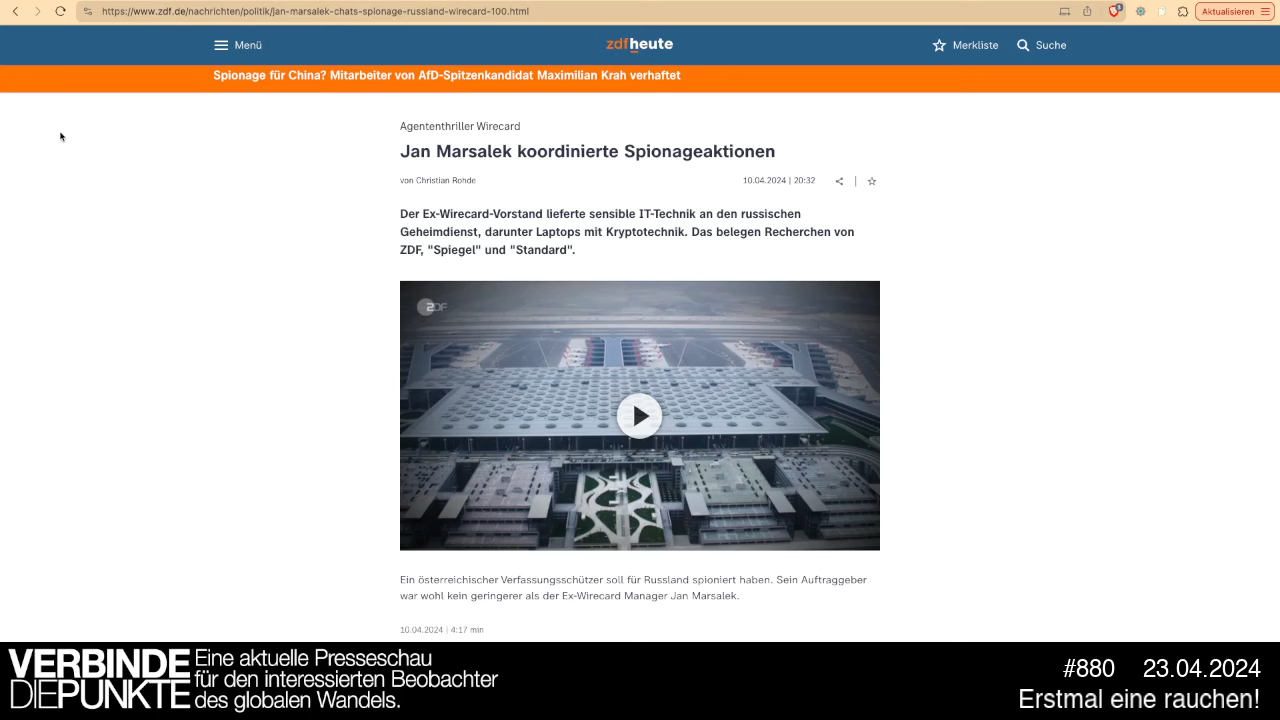 https://www.zdf.de/nachrichten/politik/jan-marsalek-chats-spionage-russland-wirecard-100.html
Aktualisieren
Menü
zdfheute
Merkliste
Suche
Spionage für China? Mitarbeiter von AfD-Spitzenkandidat Maximilian Krah verhaftet
Agententhriller Wirecard
Jan Marsalek koordinierte Spionageaktionen
von Christian Rohde
10.04.2024 | 20:32
Der Ex-Wirecard-Vorstand lieferte sensible IT-Technik an den russischen
Geheimdienst, darunter Laptops mit Kryptotechnik. Das belegen Recherchen von
ZDF, "Spiegel" und "Standard".
ZDF
Ein österreichischer Verfassungsschützer soll für Russland spioniert haben. Sein Auftraggeber
war wohl kein geringerer als der Ex-Wirecard Manager Jan Marsalek.
10.04.2024 | 4:17 min
VERBINDE
DIEPUNKTE
Eine aktuelle Presseschau
für den interessierten Beobachter
des globalen Wandels.
#880 23.04.2024
Erstmal eine rauchen!